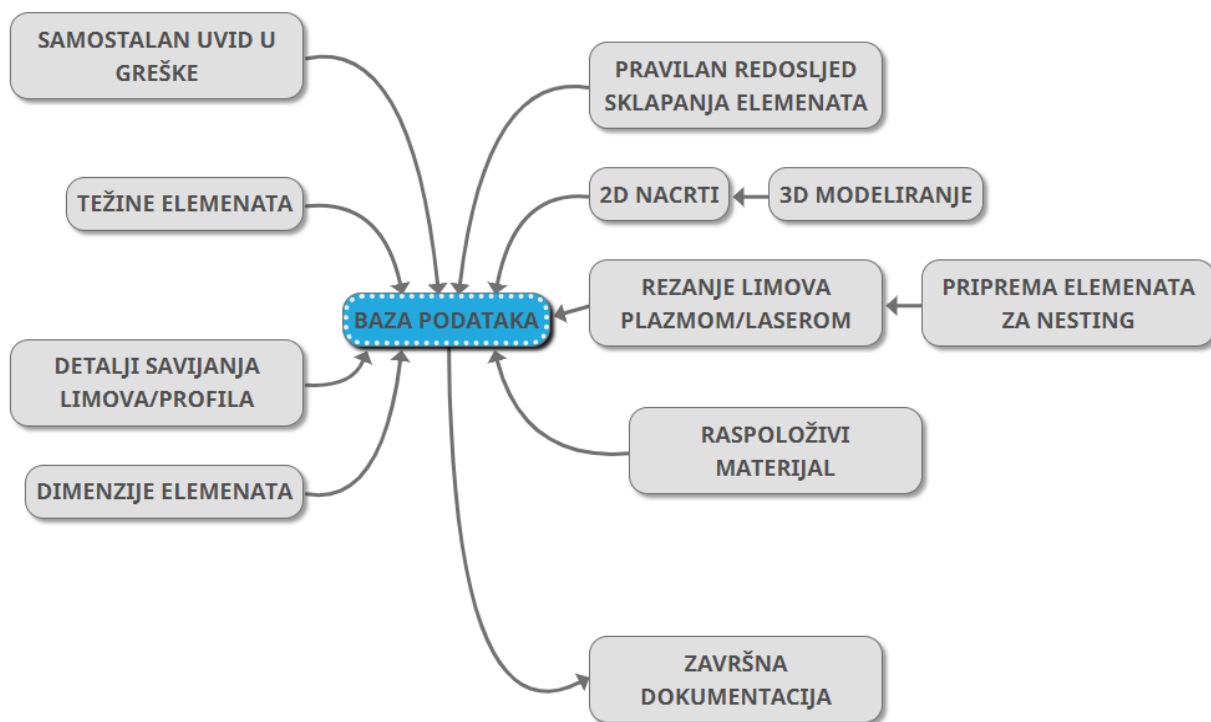 SAMOSTALAN UVID U
GREŠKE
PRAVILAN REDOSLJED
SKLAPANJA ELEMENATA
TEŽINE ELEMENATA
2D NACRTI
3D MODELIRANJE
BAZA PODATAKA
REZANJE LIMOVA
PLAZMOM/LASEROM
PRIPREMA ELEMENATA
ZA NESTING
DETALJI SAVIJANJA
LIMOVA/PROFILA
RASPOLOŽIVI
MATERIJAL
DIMENZIJE ELEMENATA
ZAVRŠNA
DOKUMENTACIJA